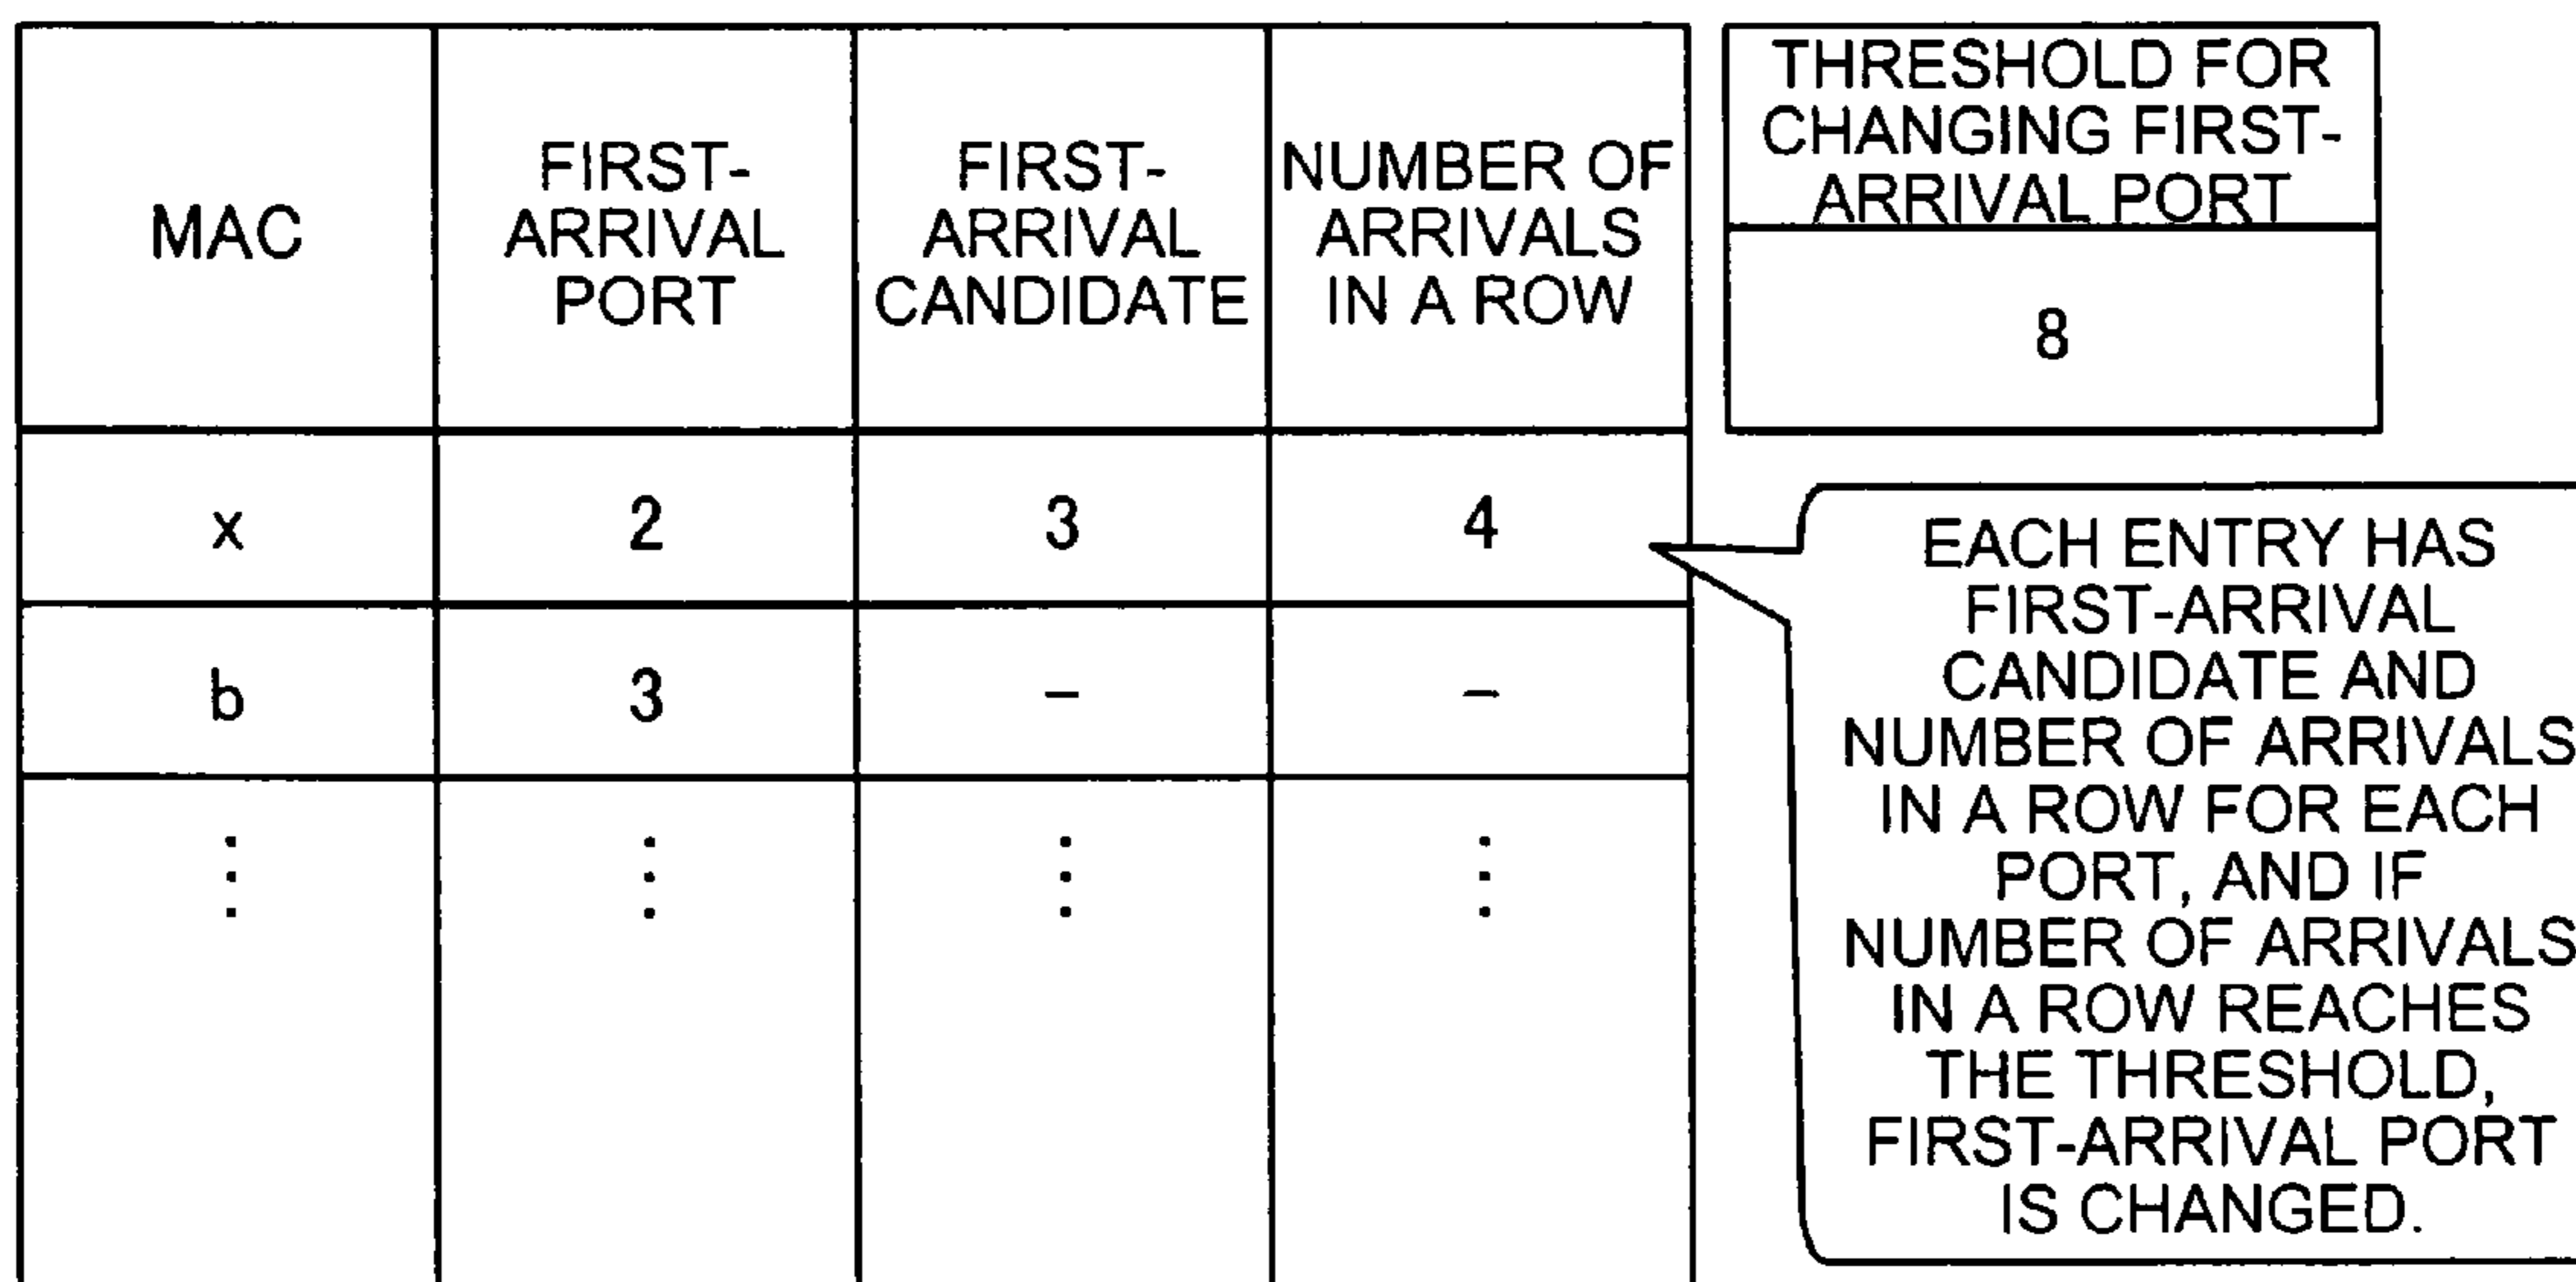 MAC
FIRST-
ARRIVAL
PORT
FIRST-
ARRIVAL
CANDIDATE
NUMBER OF
ARRIVALS
IN A ROW
x
2
3
4
b
3
–
–
⋮
⋮
⋮
⋮
THRESHOLD FOR
CHANGING FIRST-
ARRIVAL PORT
8
EACH ENTRY HAS
FIRST-ARRIVAL
CANDIDATE AND
NUMBER OF ARRIVALS
IN A ROW FOR EACH
PORT, AND IF
NUMBER OF ARRIVALS
IN A ROW REACHES
THE THRESHOLD,
FIRST-ARRIVAL PORT
IS CHANGED.